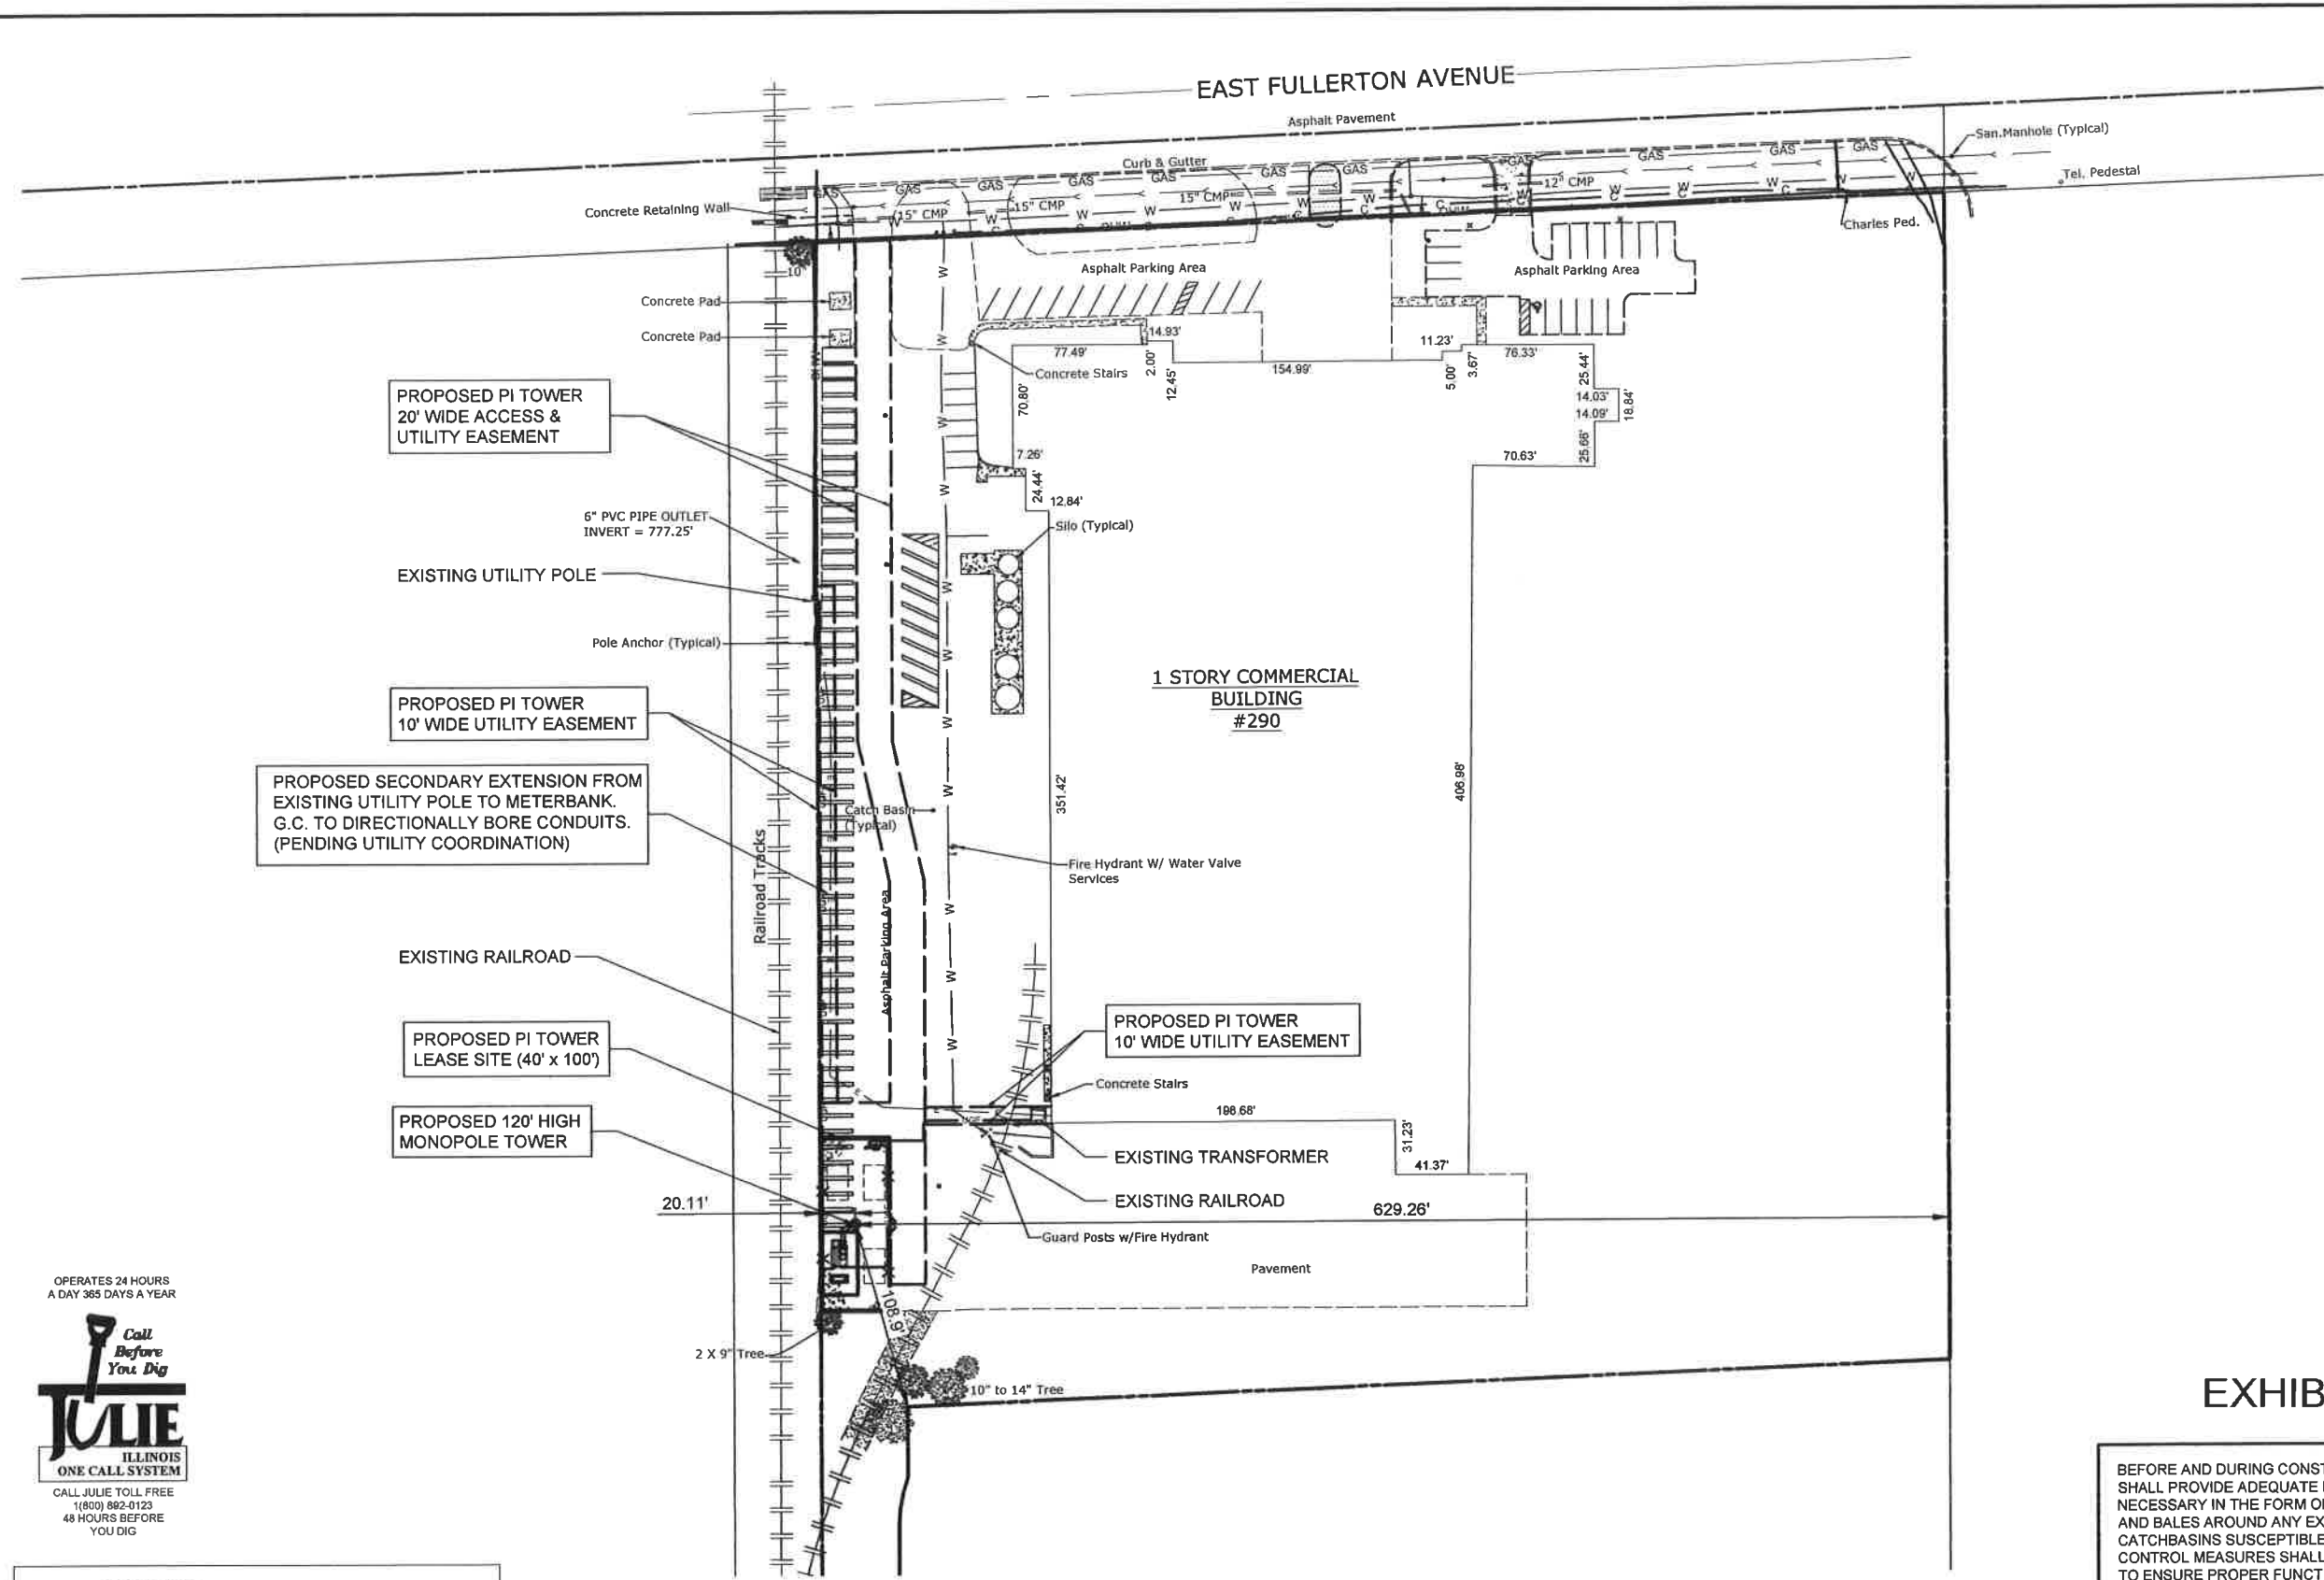 EAST FULLERTON AVENUE
Asphalt Pavement
San.Manhole (Typical)
Curb & Gutter
GAS
GAS
GAS
GAS
GAS
GAS
GAS
GAS
GAS
GAS
GAS
Tel. Pedestal
Concrete Retaining Wall
15" CMP
15" CMP
15" CMP
12" CMP
Charles Ped.
10"
Asphalt Parking Area
Asphalt Parking Area
Concrete Pad
Concrete Pad
14.93'
77.49'
2.00'
12.45'
154.99'
11.23'
5.00'
3.67'
76.33'
25.44'
14.03'
14.09'
18.84'
25.66'
70.63'
Concrete Stairs
70.80'
7.26'
24.44'
12.84'
PROPOSED PI TOWER
20' WIDE ACCESS &
UTILITY EASEMENT
6" PVC PIPE OUTLET
INVERT = 777.25'
Silo (Typical)
EXISTING UTILITY POLE
Pole Anchor (Typical)
1 STORY COMMERCIAL
BUILDING
#290
PROPOSED PI TOWER
10' WIDE UTILITY EASEMENT
PROPOSED SECONDARY EXTENSION FROM
EXISTING UTILITY POLE TO METERBANK.
G.C. TO DIRECTIONALLY BORE CONDUITS.
(PENDING UTILITY COORDINATION)
Catch Basin
(Typical)
351.42'
406.98'
Railroad Tracks
Asphalt Parking Area
Fire Hydrant W/ Water Valve
Services
EXISTING RAILROAD
PROPOSED PI TOWER
LEASE SITE (40' x 100')
PROPOSED PI TOWER
10' WIDE UTILITY EASEMENT
Concrete Stairs
PROPOSED 120' HIGH
MONOPOLE TOWER
198.68'
31.23'
41.37'
EXISTING TRANSFORMER
EXISTING RAILROAD
20.11'
629.26'
Guard Posts w/Fire Hydrant
Pavement
108.9'
2 X 9" Tree
10" to 14" Tree
OPERATES 24 HOURS
A DAY 365 DAYS A YEAR
Call
Before
You Dig
JULIE
ILLINOIS
ONE CALL SYSTEM
CALL JULIE TOLL FREE
1(800) 892-0123
48 HOURS BEFORE
YOU DIG
EXHIB
BEFORE AND DURING CONST
SHALL PROVIDE ADEQUATE
NECESSARY IN THE FORM O
AND BALES AROUND ANY EX
CATCHBASINS SUSCEPTIBLE
CONTROL MEASURES SHALL
TO ENSURE PROPER FUNCT